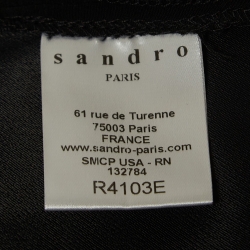 sandro
PARIS
61 rue de Turenne
75003 Paris
FRANCE
www.sandro-paris.com
SMCP USA - RN
132784
R4103E